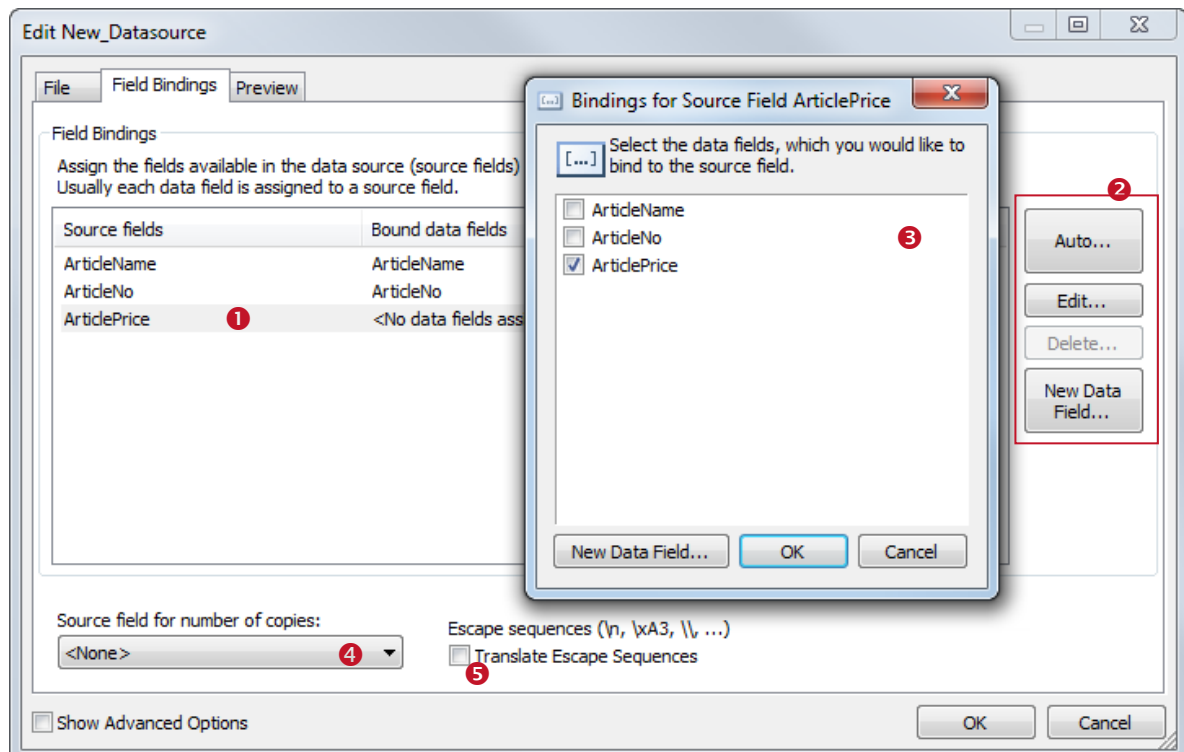 Edit New_Datasource
File
Field Bindings
Preview
Field Bindings
Assign the fields available in the data source (source fields)
Usually each data field is assigned to a source field.
Source fields
Bound data fields
ArticleName
ArticleName
ArticleNo
ArticleNo
ArticlePrice
1
<No data fields ass
Bindings for Source Field ArticlePrice
[...]
Select the data fields, which you would like to
bind to the source field.
ArticleName
ArticleNo
3
ArticlePrice
New Data Field...
OK
Cancel
2
Auto...
Edit...
Delete...
New Data
Field...
Source field for number of copies:
<None>
4
Escape sequences (\n, \xA3, \\, ...)
Translate Escape Sequences
5
Show Advanced Options
OK
Cancel